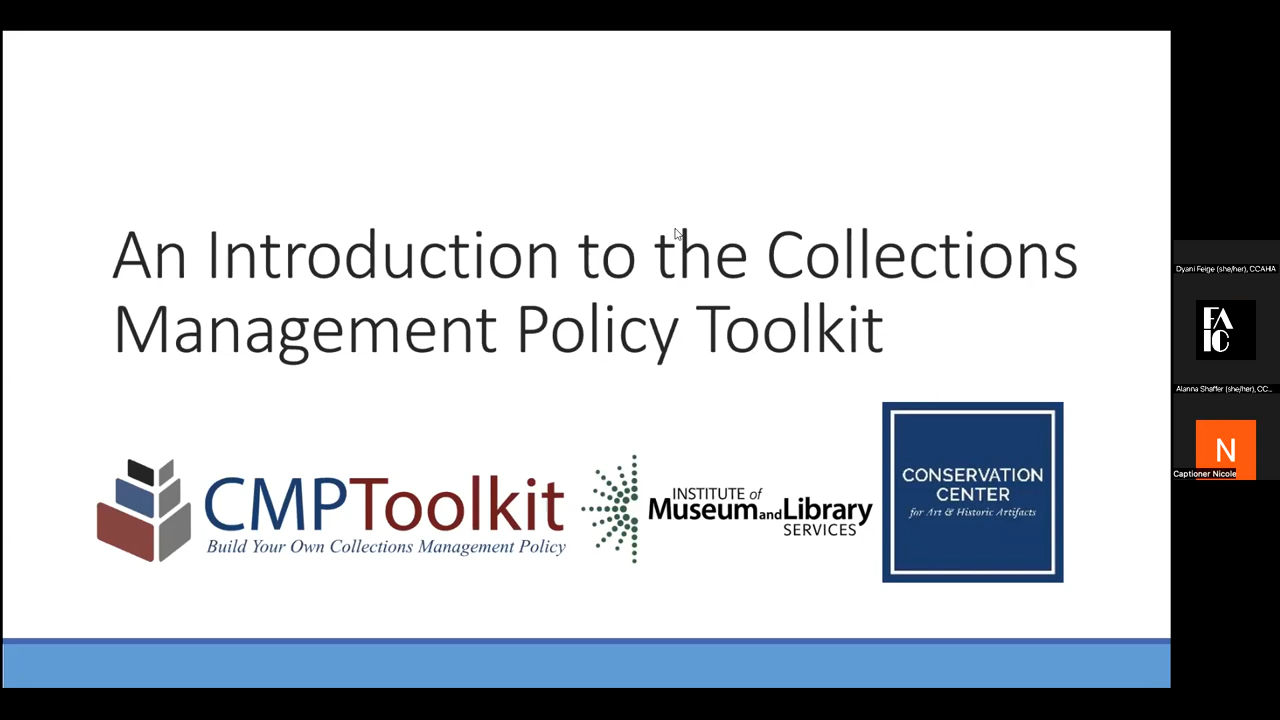 An Introduction to the Collections
Management Policy Toolkit
CMPToolkit
Build Your Own Collections Management Policy
INSTITUTE of
Museum and Library
SERVICES
CONSERVATION
CENTER
for Art & Historic Artifacts
Dyani Feige (she/her), CCAHA
FA
IC
Alanna Shaffer (she/her), CC...
N
Captioner Nicole